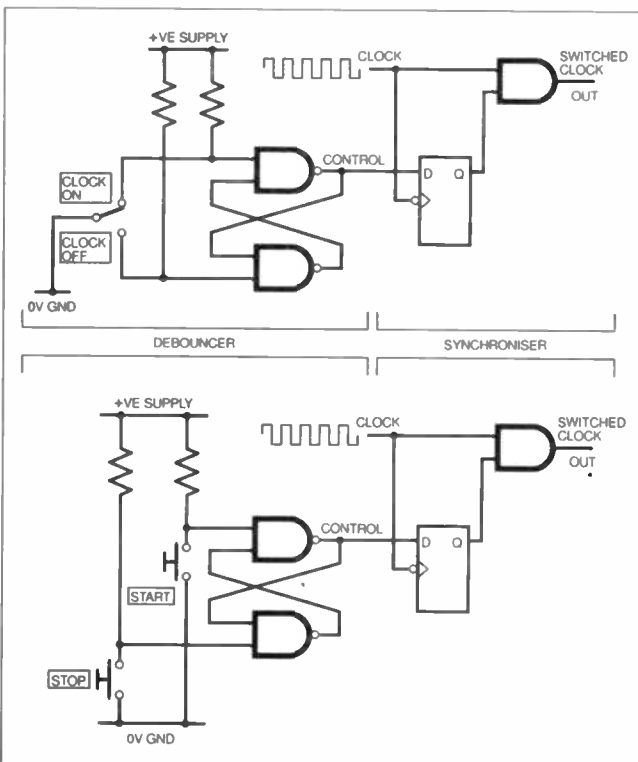 +VE SUPPLY
CLOCK
SWITCHED
CLOCK
OUT
CONTROL
D Q
CLOCK
ON
CLOCK
OFF
0V GND
DEBOUNCER
SYNCHRONISER
+VE SUPPLY
CLOCK
SWITCHED
CLOCK
OUT
CONTROL
D Q
START
STOP
0V GND